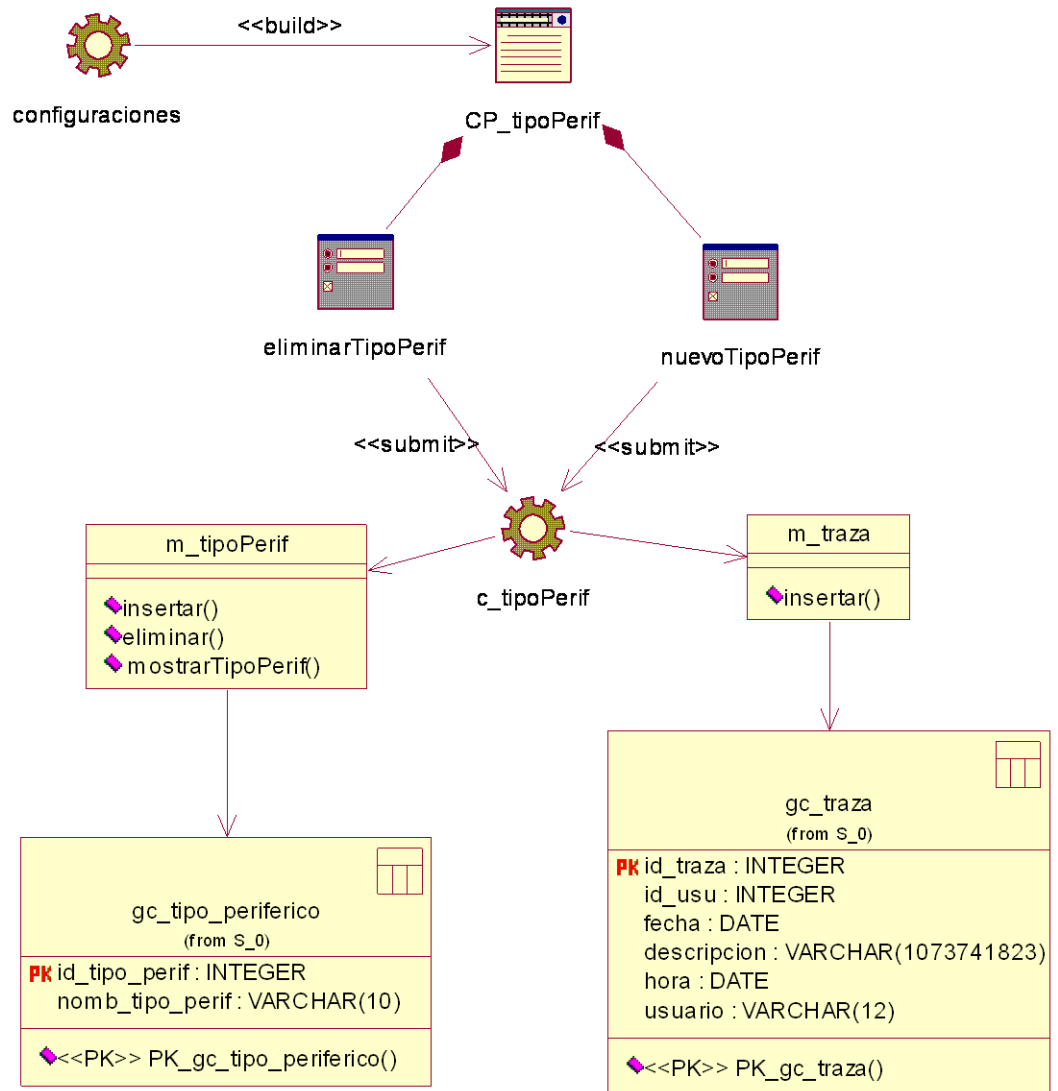 <<build>>
configuraciones
CP_tipoPerif
eliminarTipoPerif
nuevoTipoPerif
<<submit>>
<<submit>>
m_tipoPerif
insertar()
eliminar()
mostrarTipoPerif()
c_tipoPerif
m_traza
insertar()
gc_tipo_periferico
(from S_0)
PK id_tipo_perif : INTEGER
nomb_tipo_perif : VARCHAR(10)
<<PK>> PK_gc_tipo_periferico()
gc_traza
(from S_0)
PK id_traza : INTEGER
id_usu : INTEGER
fecha : DATE
descripcion : VARCHAR(1073741823)
hora : DATE
usuario : VARCHAR(12)
<<PK>> PK_gc_traza()